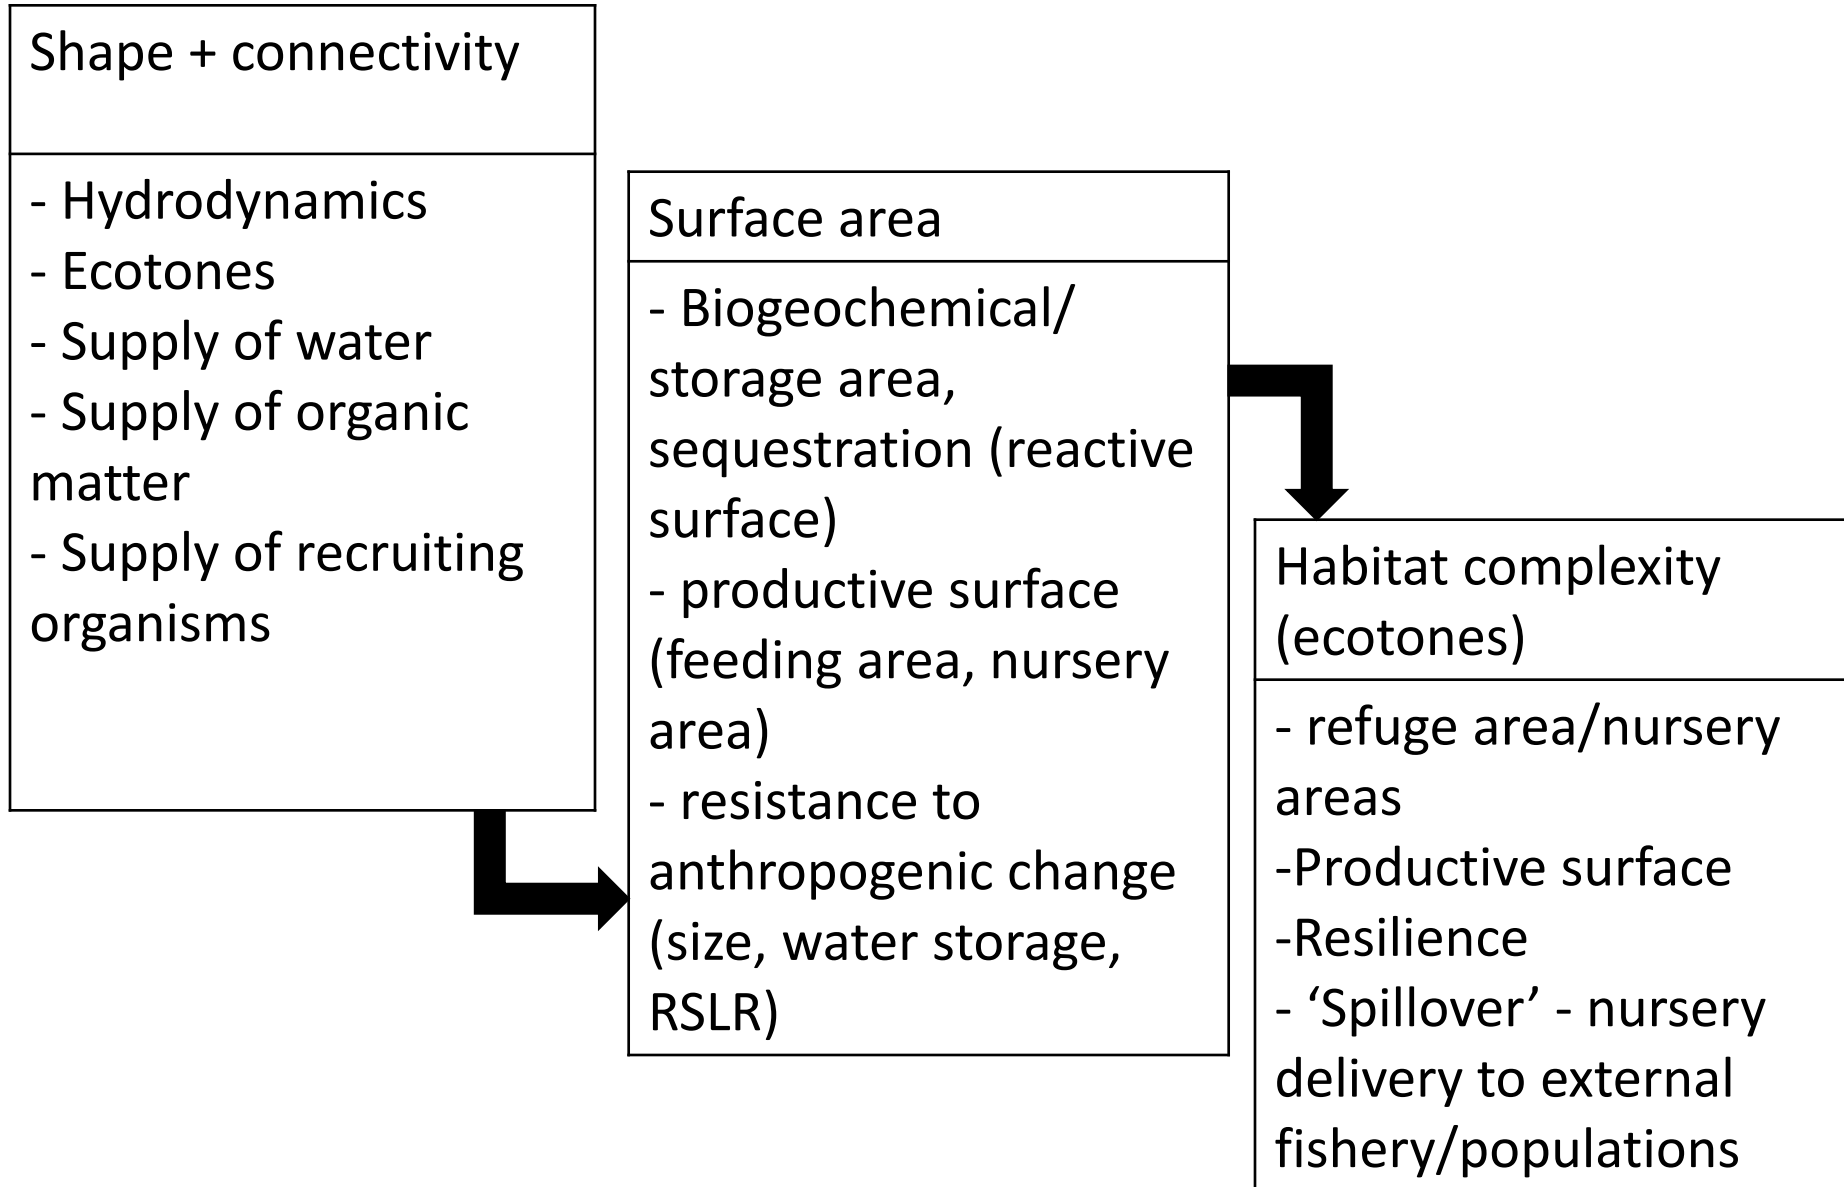 Shape + connectivity
- Hydrodynamics
- Ecotones
- Supply of water
- Supply of organic
matter
- Supply of recruiting
organisms
Surface area
- Biogeochemical/
storage area,
sequestration (reactive
surface)
- productive surface
(feeding area, nursery
area)
- resistance to
anthropogenic change
(size, water storage,
RSLR)
Habitat complexity
(ecotones)
- refuge area/nursery
areas
-Productive surface
-Resilience
- ‘Spillover’ - nursery
delivery to external
fishery/populations